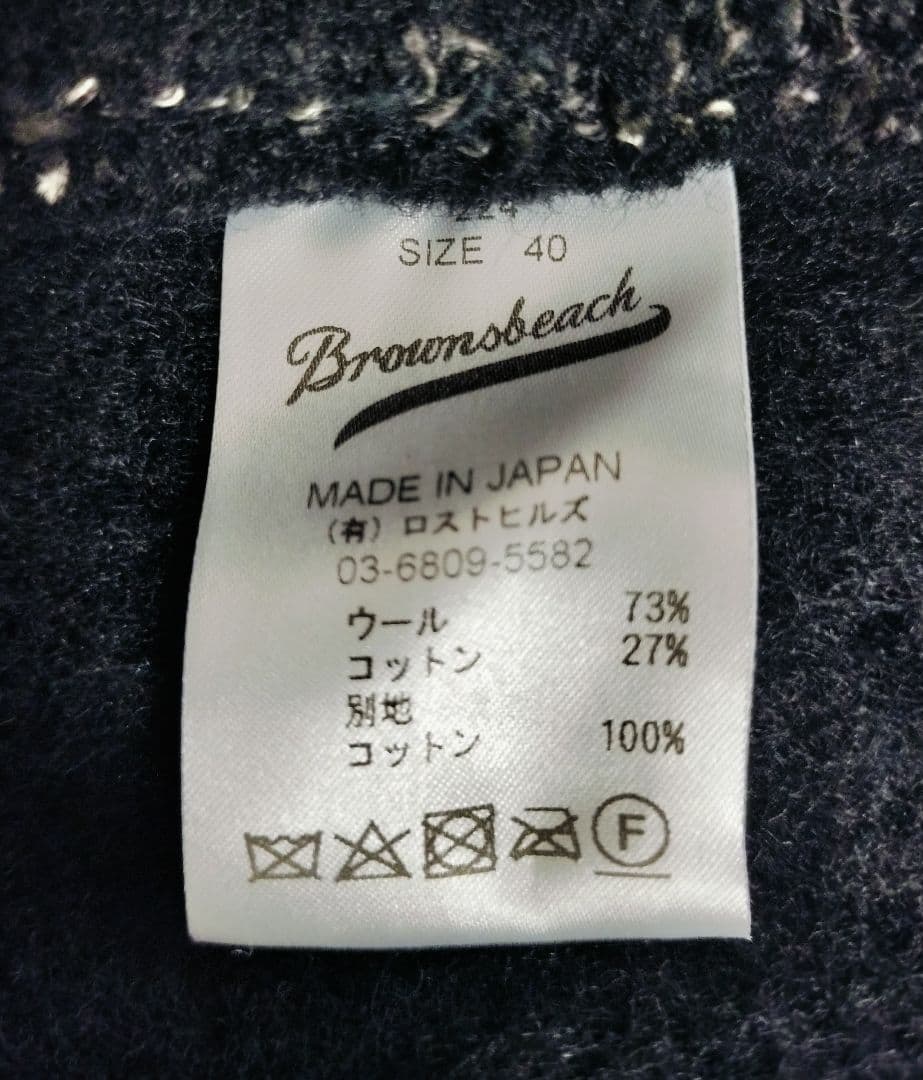 SIZE 40
Brownsbeach
MADE IN JAPAN
(有) ロストヒルズ
03-6809-5582
ウール 73%
コットン 27%
別地
コットン 100%
F